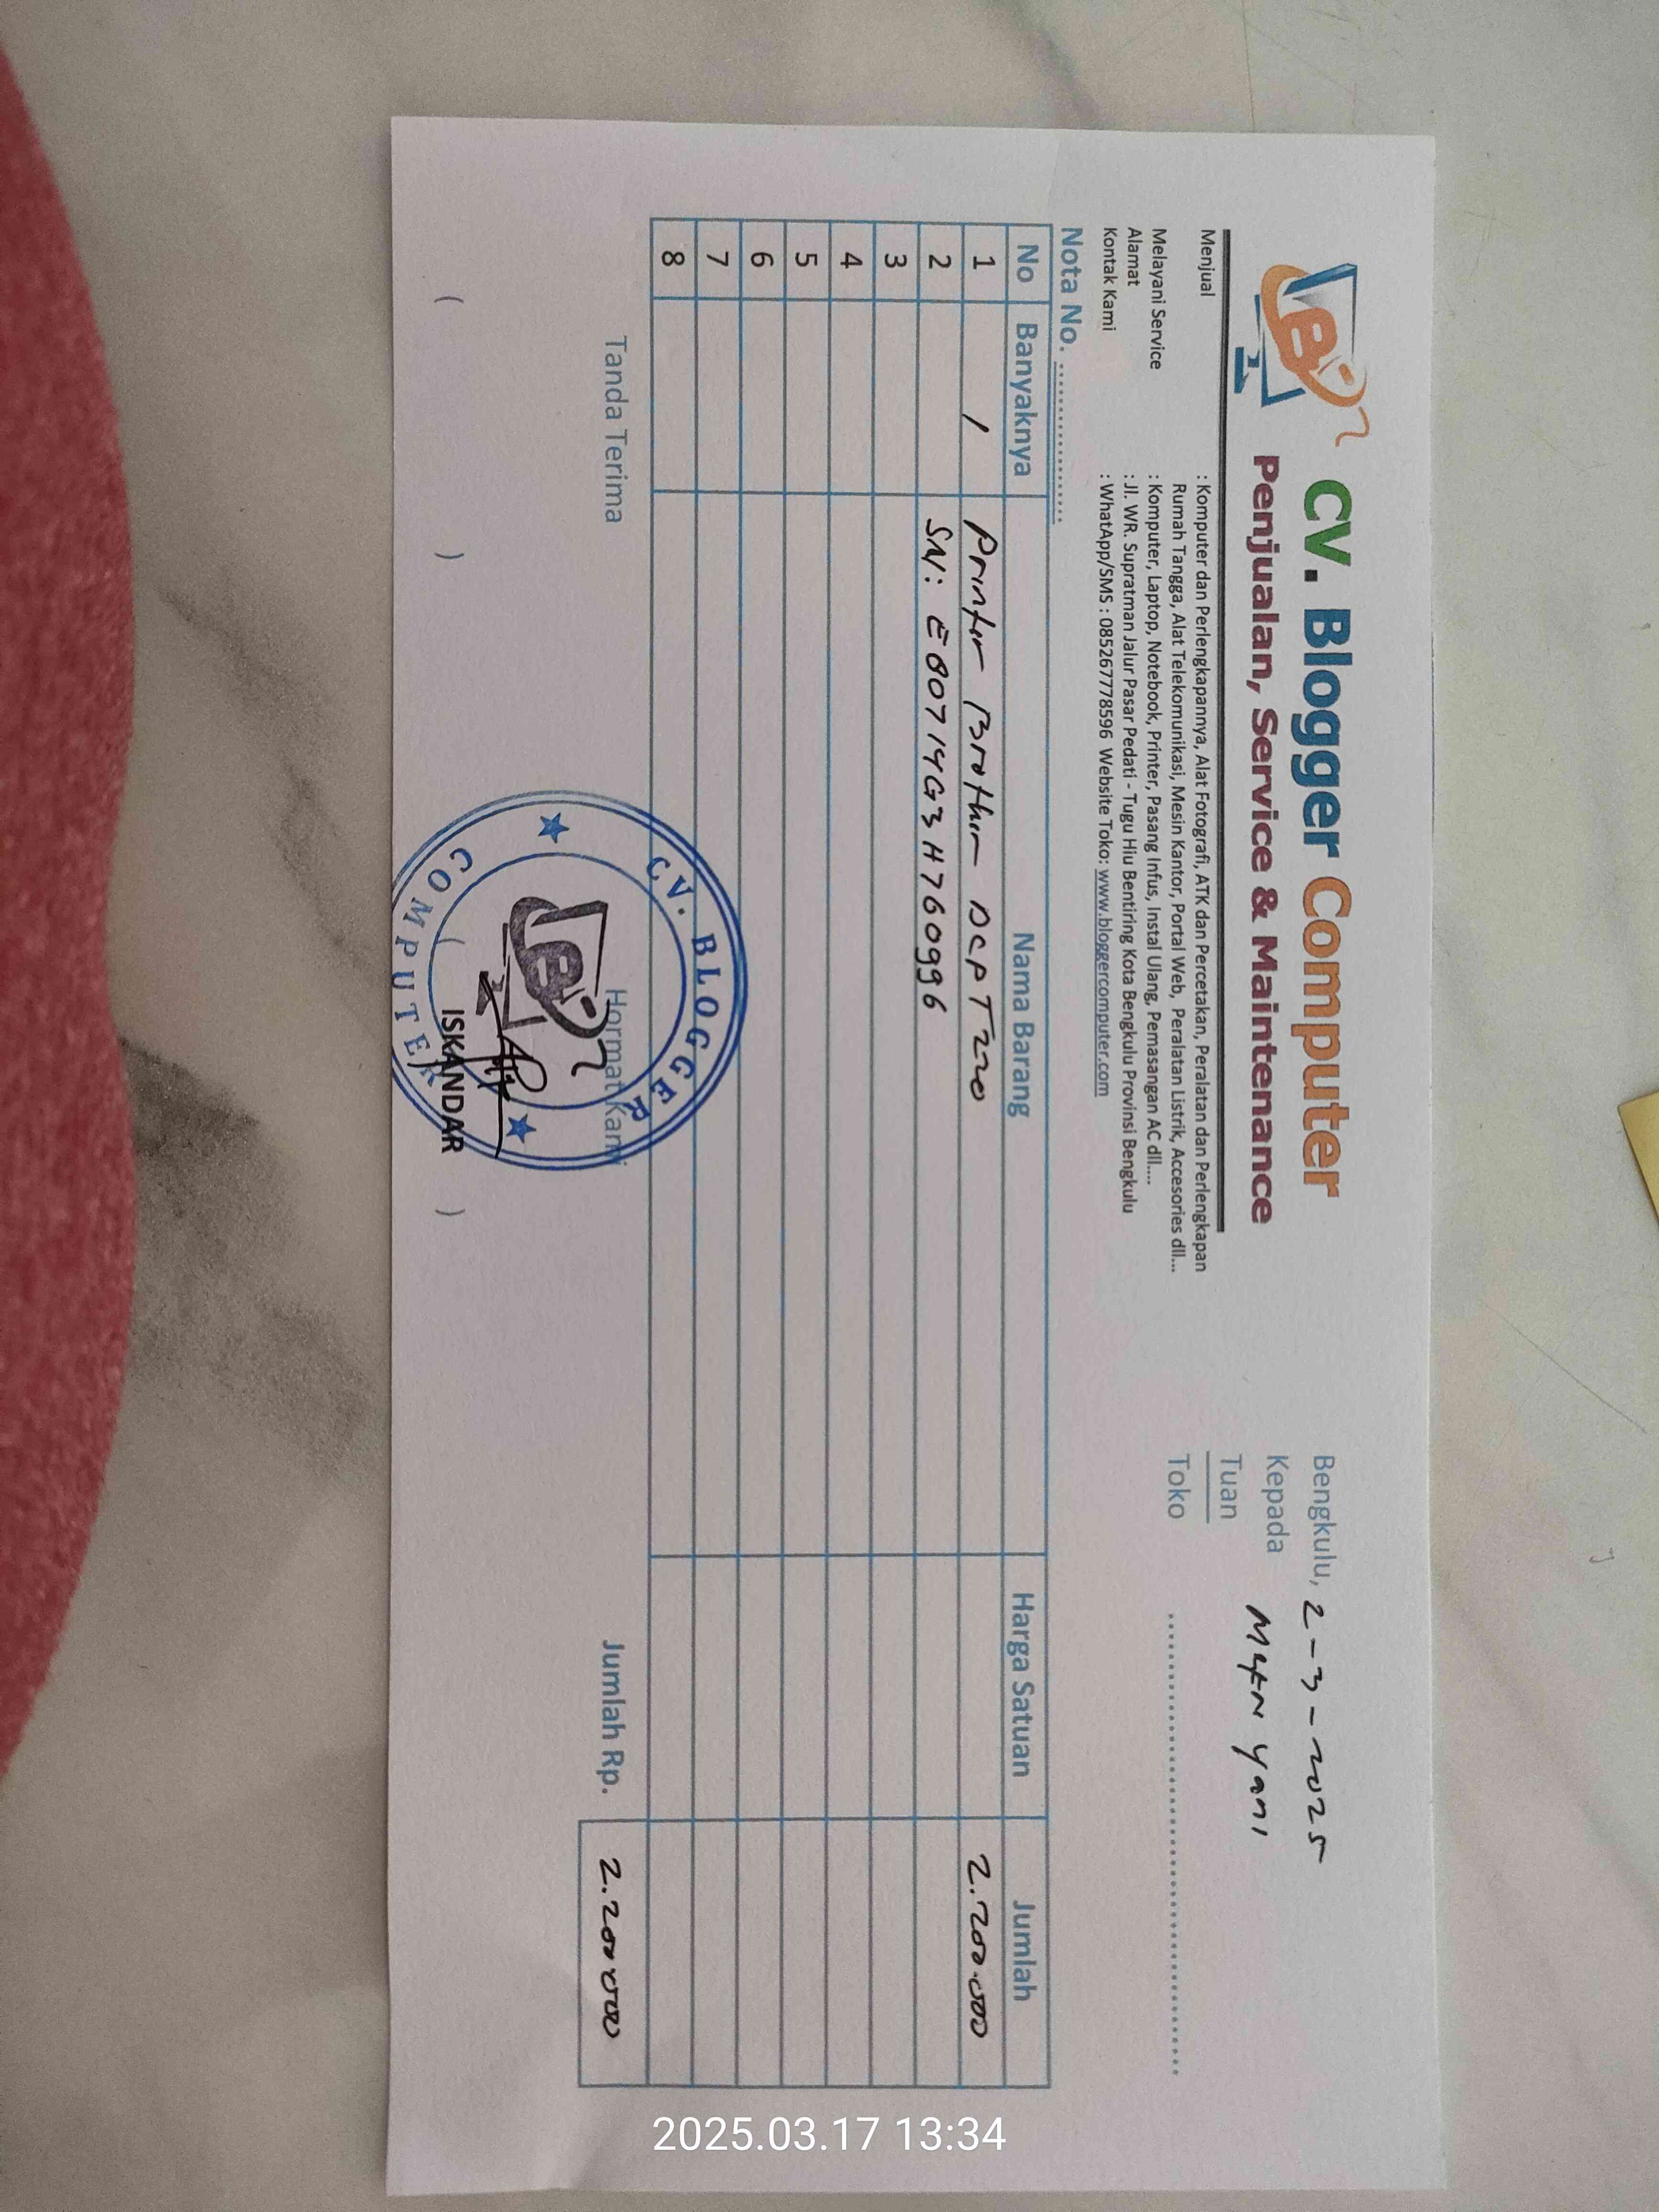 CV. Blogger Computer
Penjualan, Service & Maintenance
Bengkulu, 2-3-2025
Kepada
Tuan
Toko ...............................
Menjual : Komputer dan Perlengkapannya, Alat Fotografi, ATK dan Percetakan, Peralatan dan Perlengkapan
Rumah Tangga, Alat Telekomunikasi, Mesin Kantor, Portal Web, Peralatan Listrik, Accesories dll...
Melayani Service : Komputer, Laptop, Notebook, Printer, Pasang Infus, Instal Ulang, Pemasangan AC dll....
Alamat : Jl. WR. Supratman Jalur Pasar Pedati - Tugu Hiu Bentiring Kota Bengkulu Provinsi Bengkulu
Kontak Kami : WhatApp/SMS : 085267778596 Website Toko: www.bloggercomputer.com
Nota No. ....................
No Banyaknya Nama Barang Harga Satuan Jumlah
1 1 Printer Brother DCP T220 2.200.000
2 SN: E80719G3H760996
3
4
5
6
7
8
Tanda Terima Hormat Kami Jumlah Rp. 2.200.000
( ) ( ISKANDAR )
CV. BLOGGER
COMPUTER
2025.03.17 13:34